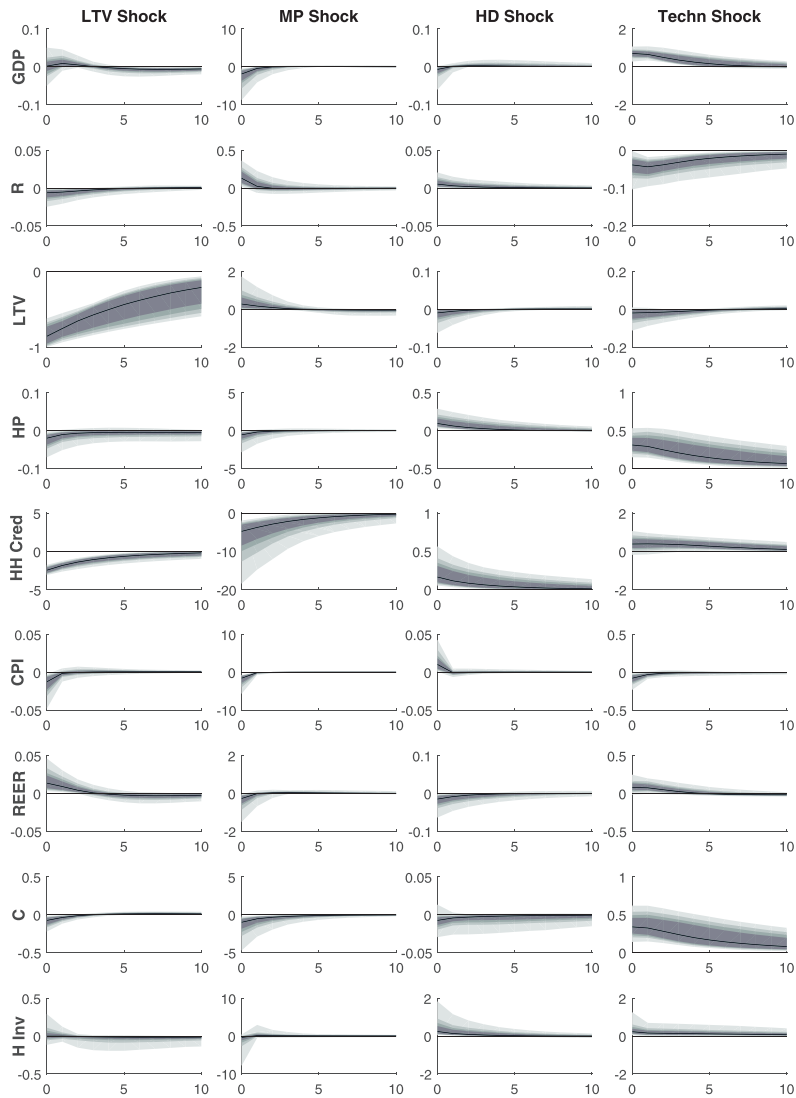 LTV Shock MP Shock HD Shock Techn Shock
GDP
0.1 0 -0.1 0 5 10
10 0 -10 0 5 10
0.1 0 -0.1 0 5 10
2 0 -2 0 5 10
R
0.05 0 -0.05 0 5 10
0.5 0 -0.5 0 5 10
0.05 0 -0.05 0 5 10
0 -0.1 -0.2 0 5 10
LTV
0 -1 0 5 10
2 0 -2 0 5 10
0.1 0 -0.1 0 5 10
0.2 0 -0.2 0 5 10
HP
0.1 0 -0.1 0 5 10
5 0 -5 0 5 10
0.5 0 -0.5 0 5 10
1 0.5 0 0 5 10
HH Cred
5 0 -5 0 5 10
0 -10 -20 0 5 10
1 0.5 0 0 5 10
2 0 -2 0 5 10
CPI
0.05 0 -0.05 0 5 10
10 0 -10 0 5 10
0.05 0 -0.05 0 5 10
0.5 0 -0.5 0 5 10
REER
0.05 0 -0.05 0 5 10
2 0 -2 0 5 10
0.1 0 -0.1 0 5 10
0.5 0 -0.5 0 5 10
C
0.5 0 -0.5 0 5 10
5 0 -5 0 5 10
0.05 0 -0.05 0 5 10
1 0.5 0 0 5 10
H Inv
0.5 0 -0.5 0 5 10
10 0 -10 0 5 10
2 0 -2 0 5 10
2 0 -2 0 5 10